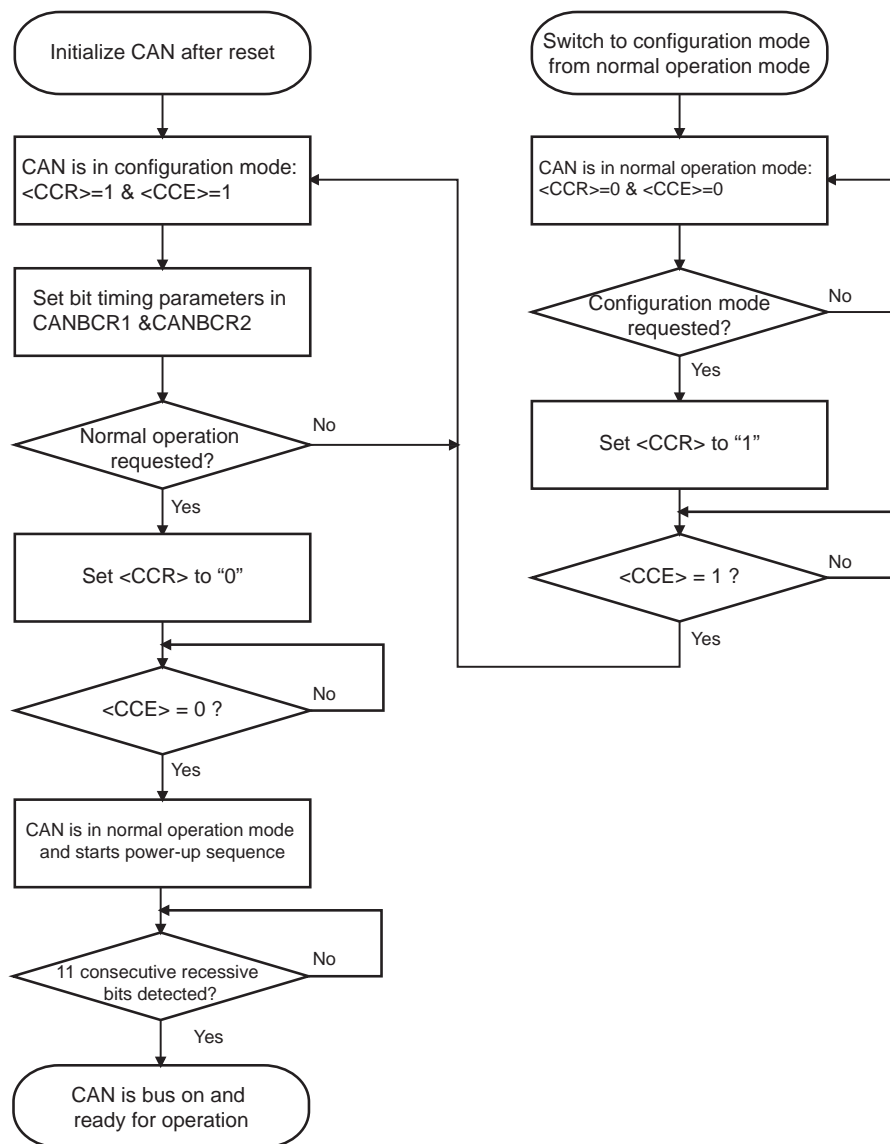 Initialize CAN after reset
CAN is in configuration mode:
<CCR>=1 & <CCE>=1
Set bit timing parameters in
CANBCR1 &CANBCR2
Normal operation
requested?
No
Yes
Set <CCR> to “0”
<CCE> = 0 ?
No
Yes
CAN is in normal operation mode
and starts power-up sequence
11 consecutive recessive
bits detected?
No
Yes
CAN is bus on and
ready for operation
Switch to configuration mode
from normal operation mode
CAN is in normal operation mode:
<CCR>=0 & <CCE>=0
Configuration mode
requested?
No
Yes
Set <CCR> to “1”
<CCE> = 1 ?
No
Yes